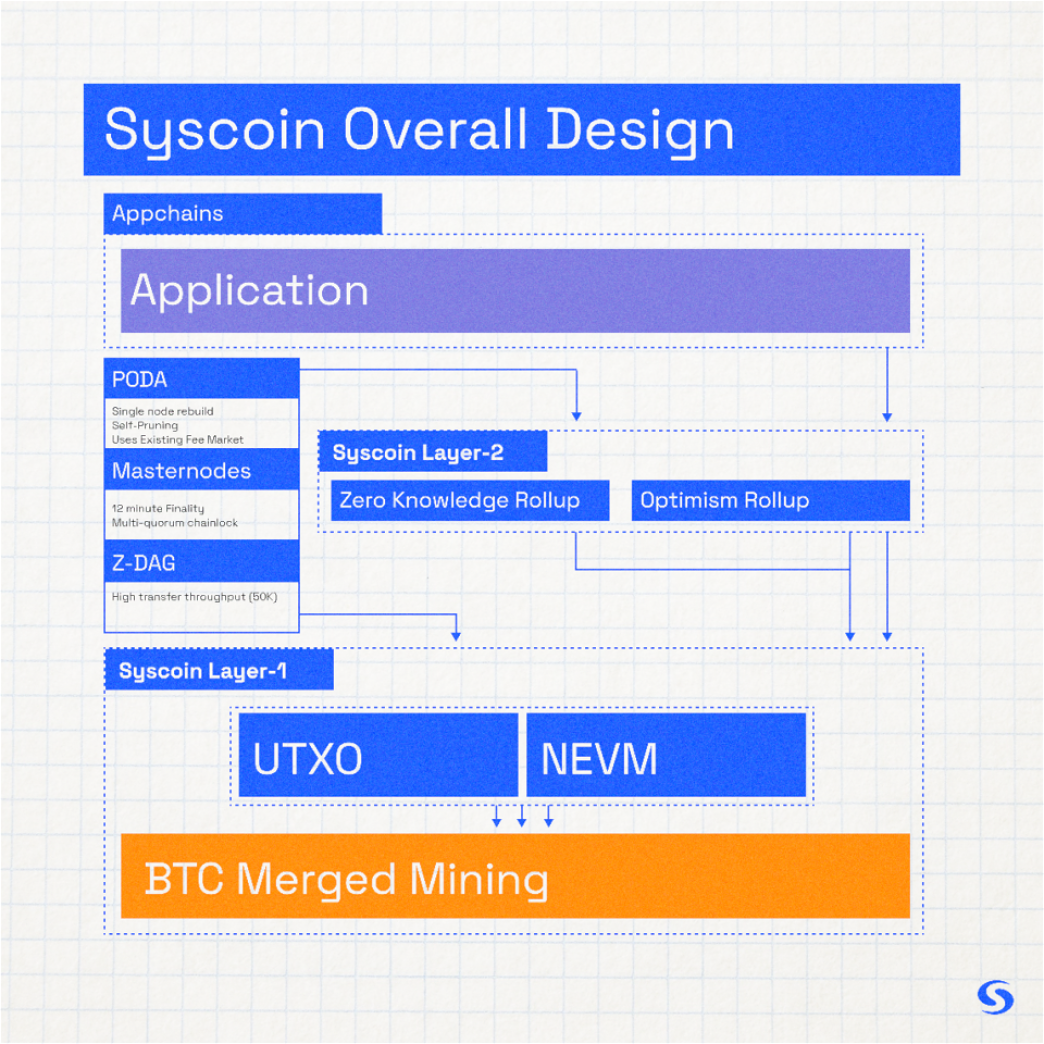 Syscoin Overall Design
Appchains
Application
PODA
Single node rebuild
Self-Pruning
Uses Existing Fee Market
Masternodes
12 minute Finality
Multi-quorum chainlock
Z-DAG
High transfer throughput (50K)
Syscoin Layer-2
Zero Knowledge Rollup
Optimism Rollup
Syscoin Layer-1
UTXO
NEVM
BTC Merged Mining